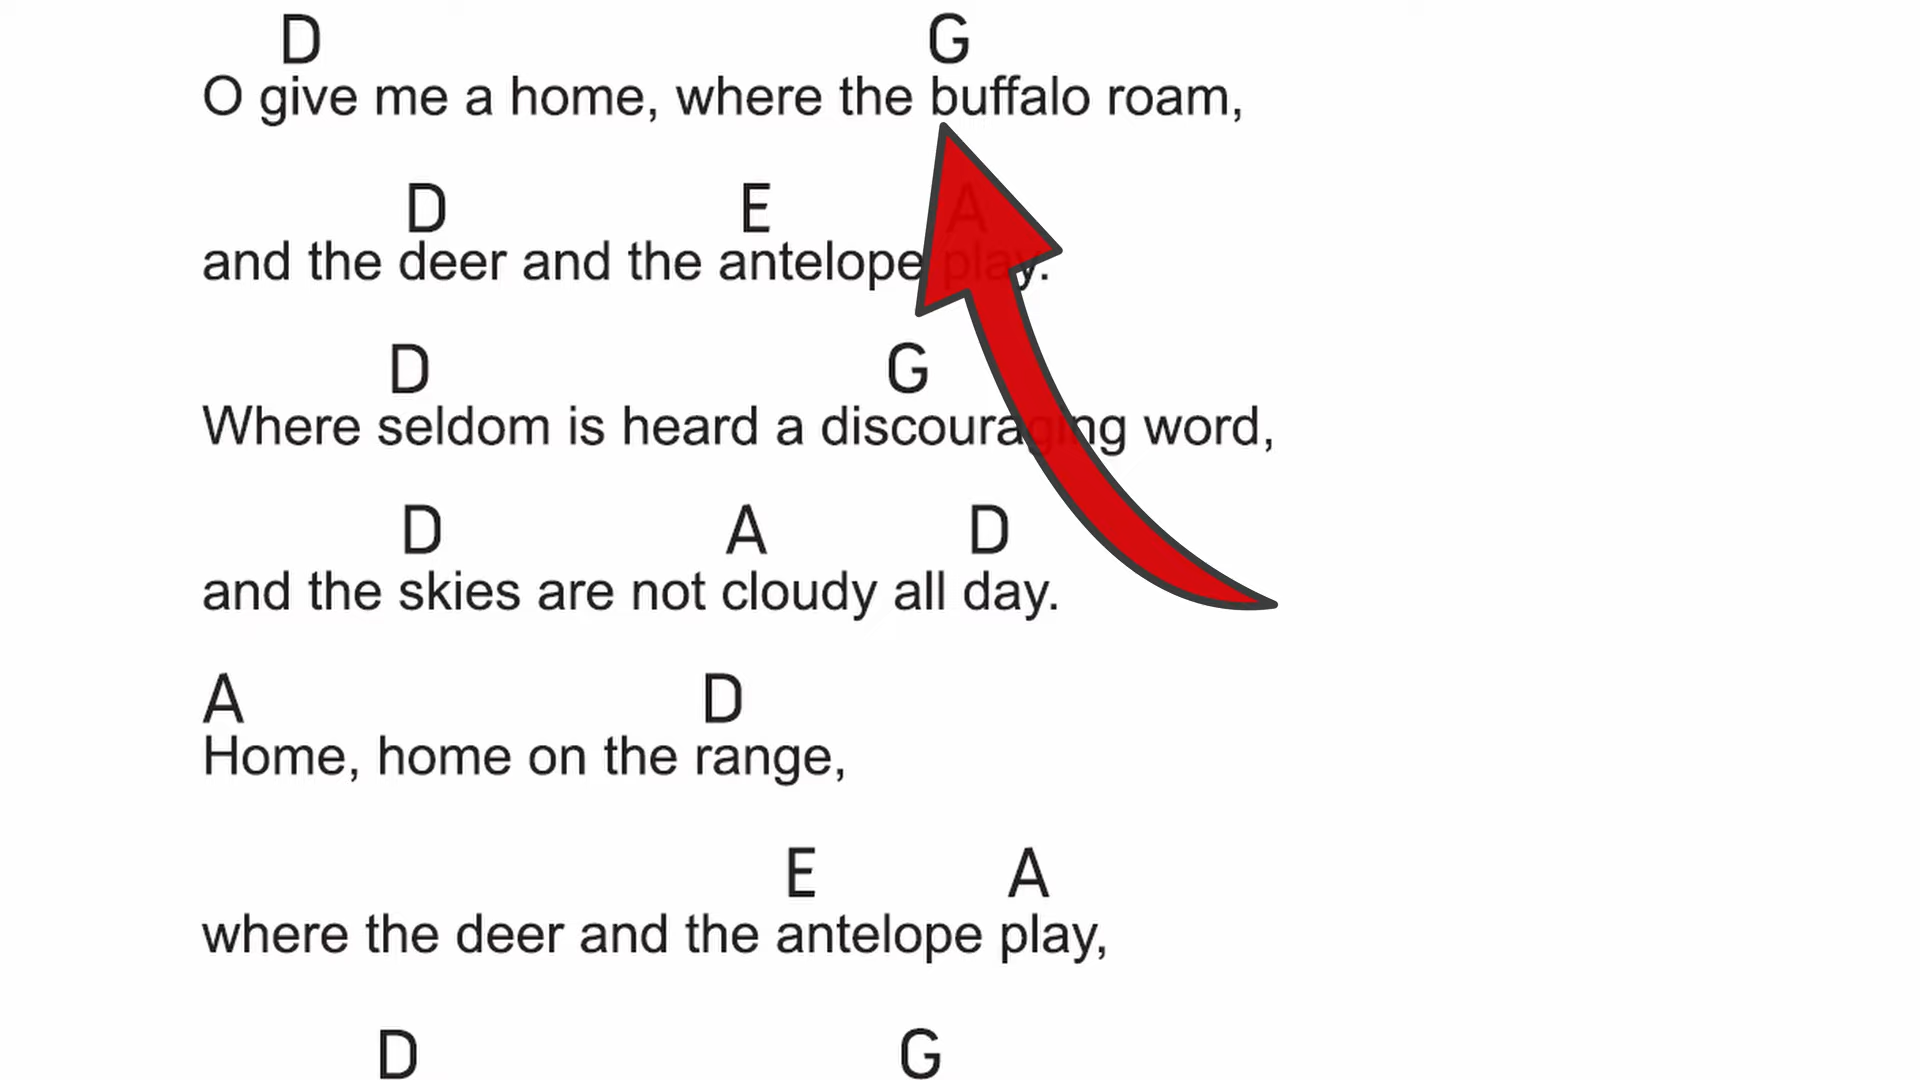 D G
O give me a home, where the buffalo roam,
D E A
and the deer and the antelope play.
D G
Where seldom is heard a discouraging word,
D A D
and the skies are not cloudy all day.
A D
Home, home on the range,
E A
where the deer and the antelope play,
D G